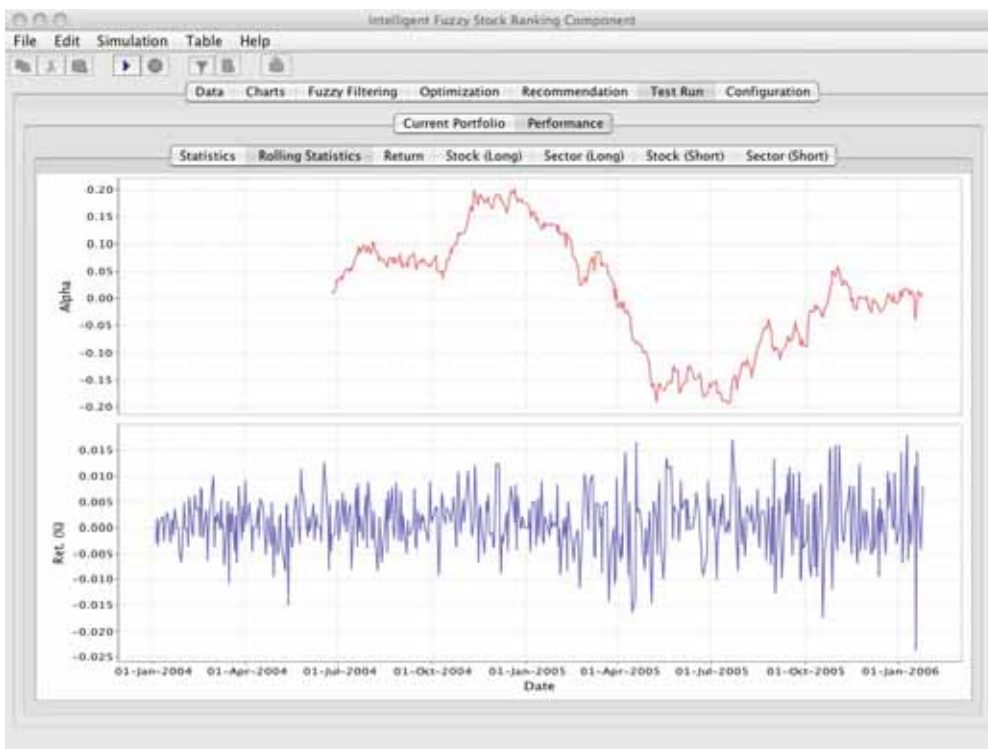 Intelligent Fuzzy Stock Ranking Component
File Edit Simulation Table Help
Data Charts Fuzzy Filtering Optimization Recommendation Test Run Configuration
Current Portfolio Performance
Statistics Rolling Statistics Return Stock (Long) Sector (Long) Stock (Short) Sector (Short)
0.20
0.15
0.10
0.05
0.00
-0.05
-0.10
-0.15
-0.20
Alpha
0.015
0.010
0.005
0.000
-0.005
-0.010
-0.015
-0.020
-0.025
Ret. (%)
01-Jan-2004 01-Apr-2004 01-Jul-2004 01-Oct-2004 01-Jan-2005 01-Apr-2005 01-Jul-2005 01-Oct-2005 01-Jan-2006
Date